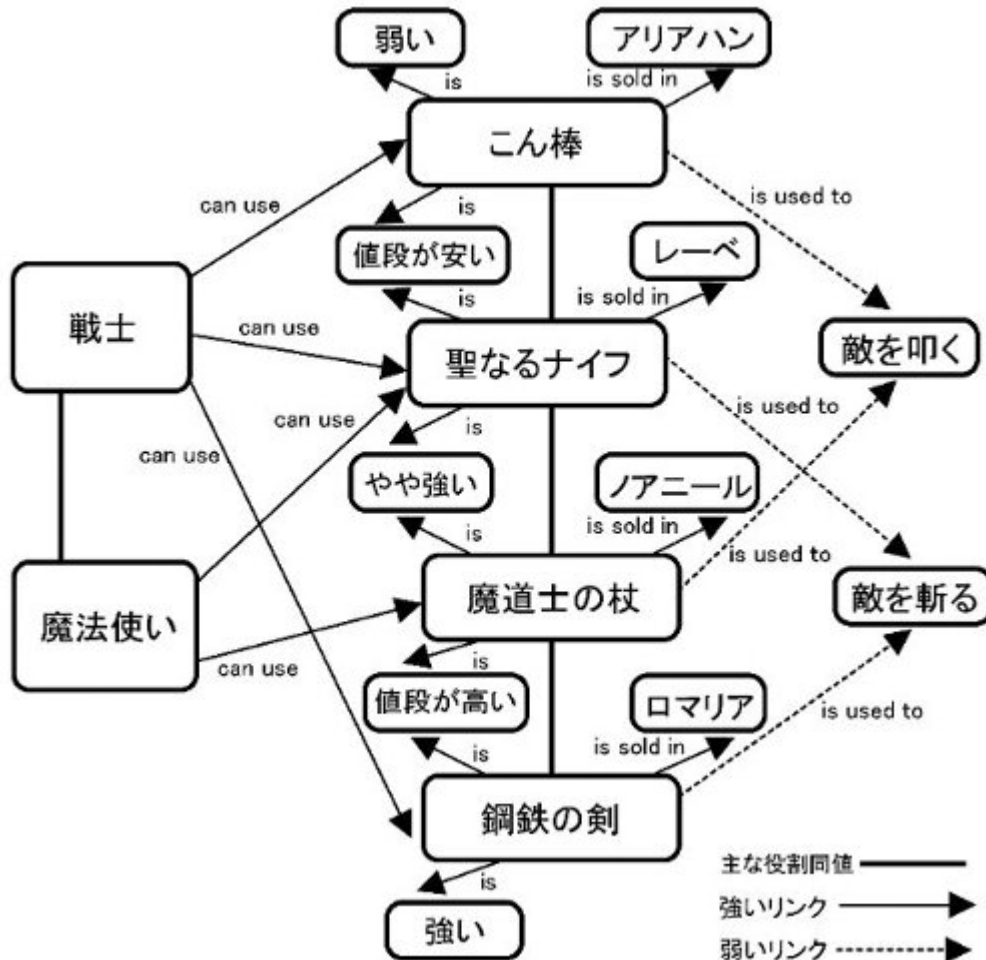 弱い
アリアハン
is
is sold in
こん棒
can use
is
is used to
値段が安い
レーベ
is
is sold in
戦士
can use
聖なるナイフ
敵を叩く
can use
is
is used to
can use
やや強い
ノアニール
is
is sold in
is used to
魔法使い
魔道士の杖
敵を斬る
can use
is
値段が高い
ロマリア
is used to
is
is sold in
鋼鉄の剣
主な役割同値
is
強いリンク
強い
弱いリンク